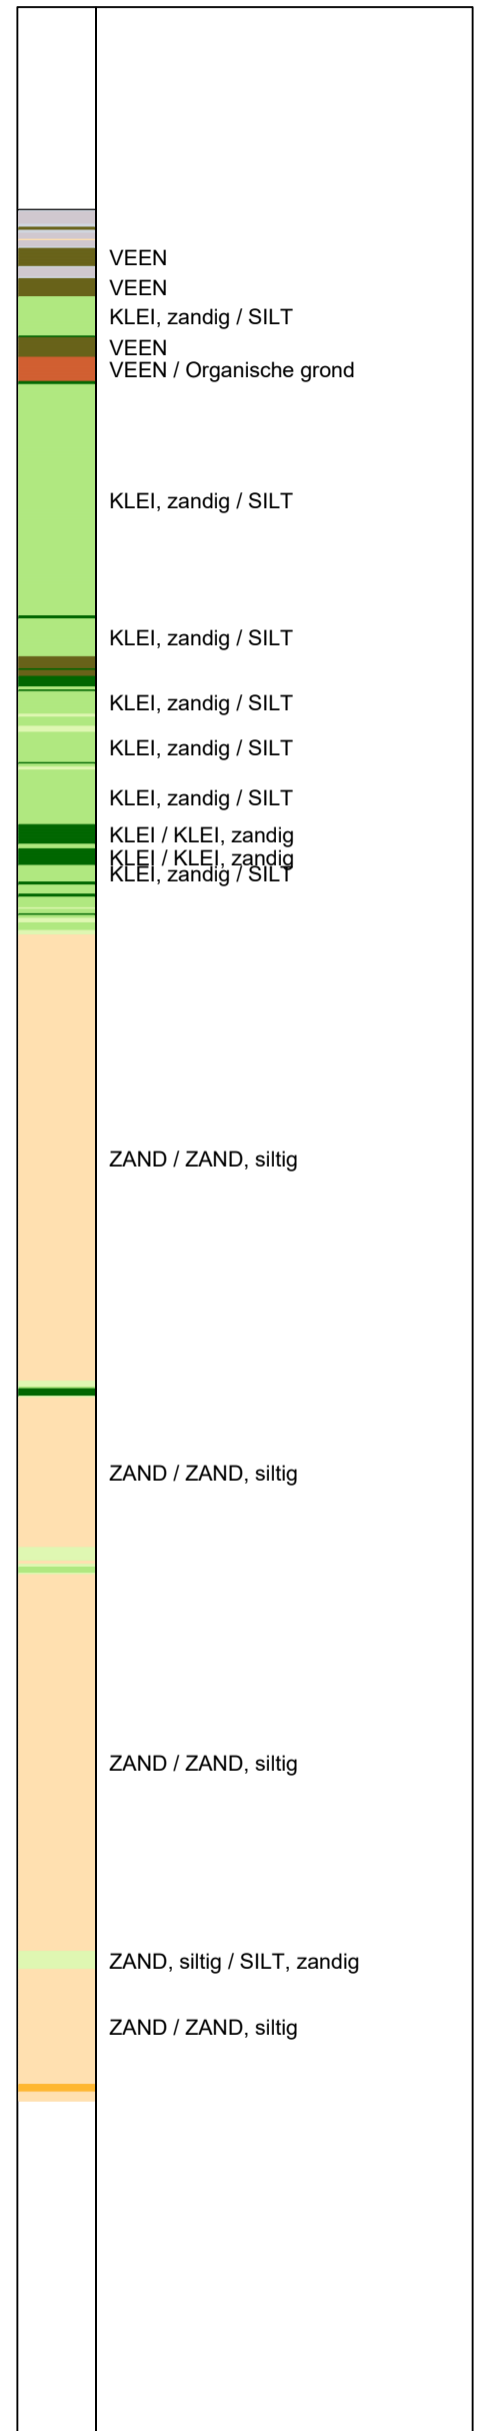 VEEN
VEEN
KLEI, zandig / SILT
VEEN
VEEN / Organische grond
KLEI, zandig / SILT
KLEI, zandig / SILT
KLEI, zandig / SILT
KLEI, zandig / SILT
KLEI, zandig / SILT
KLEI / KLEI, zandig
KLEI / KLEI, zandig
KLEI, zandig / SILT
ZAND / ZAND, siltig
ZAND / ZAND, siltig
ZAND / ZAND, siltig
ZAND, siltig / SILT, zandig
ZAND / ZAND, siltig